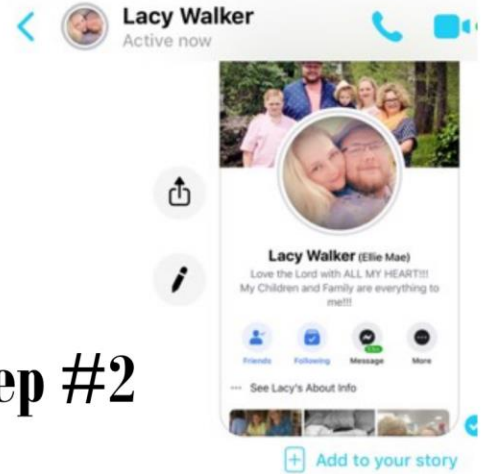 Lacy Walker
Active now
Lacy Walker (Ellie Mae)
Love the Lord with ALL MY HEART!!!
My Children and Family are everything to
me!!!
Friends
Following
Message
More
ep #2
••• See Lacy's About Info
Add to your story